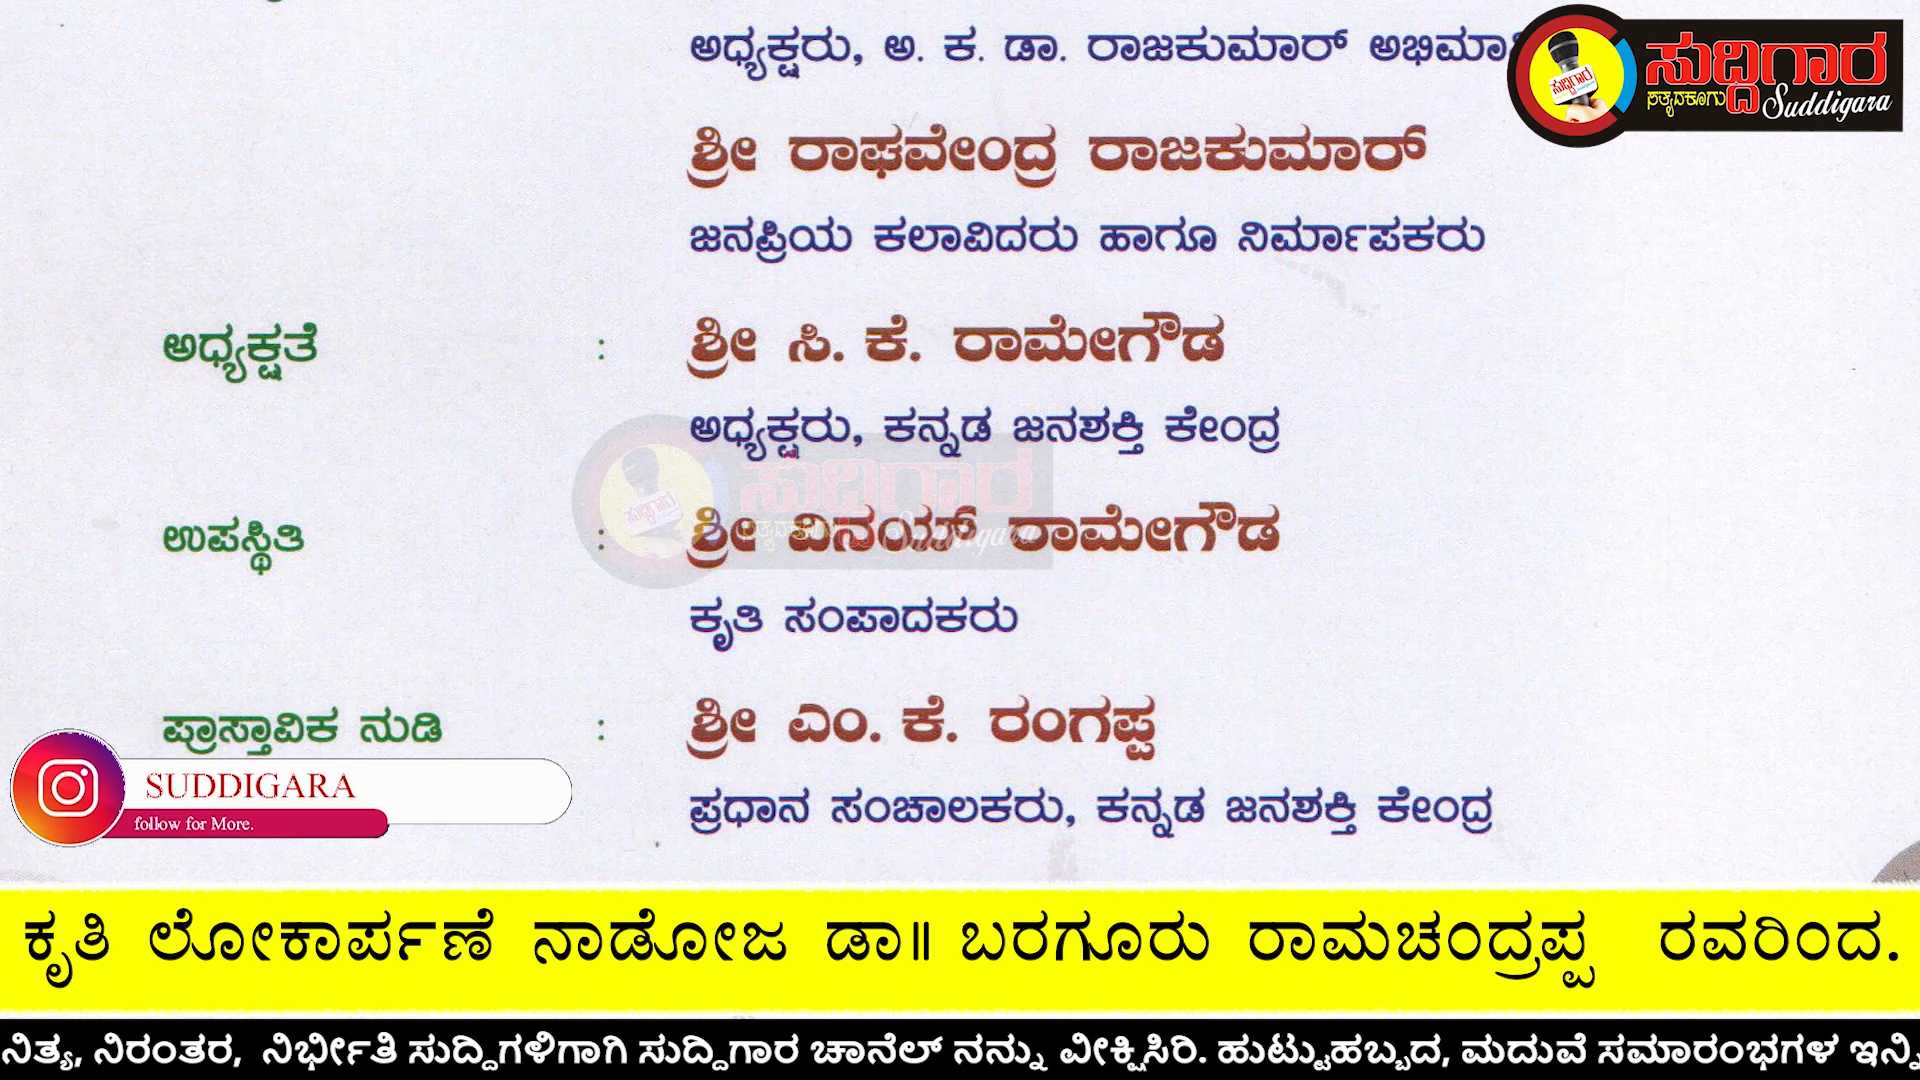 ಅಧ್ಯಕ್ಷರು, ಅ. ಕ. ಡಾ. ರಾಜಕುಮಾರ್
ಸುದ್ದಿಗಾರ
ಸತ್ಯದಕೂಗು
Suddigara
ಶ್ರೀ ರಾಘವೇಂದ್ರ ರಾಜಕುಮಾರ್
ಜನಪ್ರಿಯ ಕಲಾವಿದರು ಹಾಗೂ ನಿರ್ಮಾಪಕರು
ಅಧ್ಯಕ್ಷತೆ : ಶ್ರೀ ಸಿ. ಕೆ. ರಾಮೇಗೌಡ
ಅಧ್ಯಕ್ಷರು, ಕನ್ನಡ ಜನಶಕ್ತಿ ಕೇಂದ್ರ
ಉಪಸ್ಥಿತಿ : ಶ್ರೀ ವಿನಯ್ ರಾಮೇಗೌಡ
ಕೃತಿ ಸಂಪಾದಕರು
ಪ್ರಾಸ್ತಾವಿಕ ನುಡಿ : ಶ್ರೀ ಎಂ. ಕೆ. ರಂಗಪ್ಪ
ಪ್ರಧಾನ ಸಂಚಾಲಕರು, ಕನ್ನಡ ಜನಶಕ್ತಿ ಕೇಂದ್ರ
SUDDIGARA
follow for More.
ಕೃತಿ ಲೋಕಾರ್ಪಣೆ ನಾಡೋಜ ಡಾ॥ ಬರಗೂರು ರಾಮಚಂದ್ರಪ್ಪ ರವರಿಂದ.
ನಿತ್ಯ, ನಿರಂತರ, ನಿರ್ಭೀತಿ ಸುದ್ದಿಗಳಿಗಾಗಿ ಸುದ್ದಿಗಾರ ಚಾನೆಲ್ ನನ್ನು ವೀಕ್ಷಿಸಿರಿ. ಹುಟ್ಟುಹಬ್ಬದ, ಮದುವೆ ಸಮಾರಂಭಗಳ